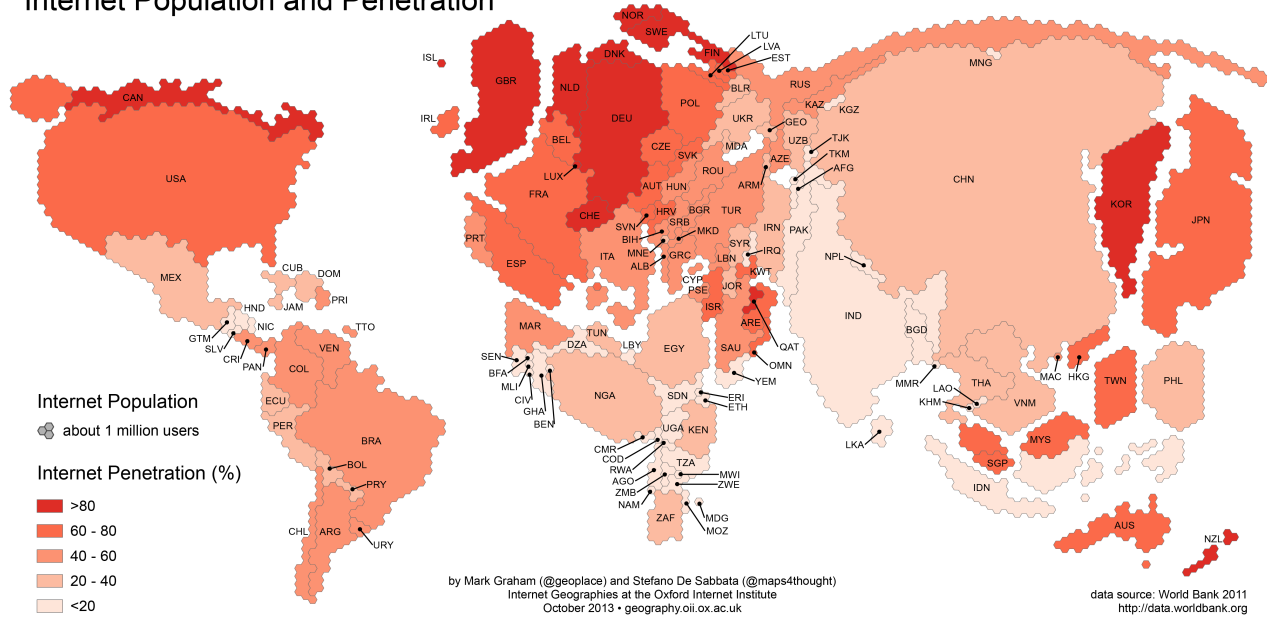 Internet Population and Penetration
NOR
SWE
FIN
LTU
LVA
EST
DNK
ISL
GBR
NLD
DEU
POL
BLR
RUS
MNG
CAN
KAZ
KGZ
IRL
UKR
GEO
UZB
TJK
BEL
CZE
SVK
MDA
AZE
TKM
AFG
USA
LUX
FRA
AUT
HUN
ROU
ARM
CHN
CHE
HRV
BGR
TUR
KOR
JPN
SVN
SRB
MKD
BIH
PRT
IRN
PAK
MNE
ITA
GRC
SYR
IRQ
NPL
ALB
LBN
ESP
KWT
CYP
PSE
JOR
MEX
CUB
DOM
PRI
HND
JAM
ISR
ARE
IND
BGD
GTM
NIC
TTO
SLV
CRI
PAN
MAR
TUN
DZA
LBY
EGY
SAU
QAT
OMN
VEN
COL
SEN
BFA
MLI
CIV
GHA
BEN
YEM
MMR
LAO
KHM
THA
VNM
MAC
HKG
TWN
PHL
NGA
SDN
ERI
ETH
ECU
PER
BRA
UGA
KEN
LKA
MYS
SGP
IDN
CMR
COD
RWA
AGO
ZMB
NAM
TZA
MWI
ZWE
BOL
PRY
CHL
ARG
URY
ZAF
MDG
MOZ
AUS
NZL
Internet Population
about 1 million users
Internet Penetration (%)
>80
60 - 80
40 - 60
20 - 40
<20
by Mark Graham (@geoplace) and Stefano De Sabbata (@maps4thought)
Internet Geographies at the Oxford Internet Institute
October 2013 • geography.oii.ox.ac.uk
data source: World Bank 2011
http://data.worldbank.org